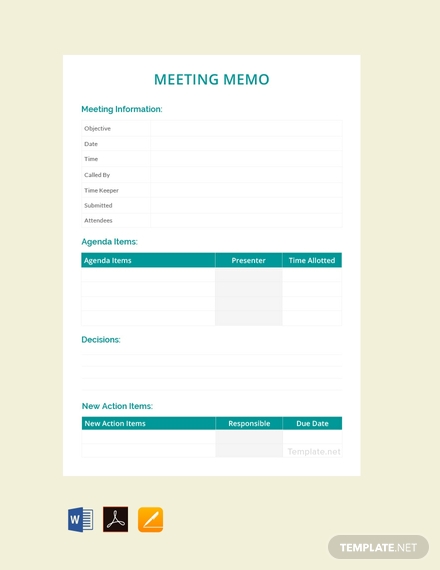 MEETING MEMO
Meeting Information:
Objective
Date
Time
Called By
Time Keeper
Submitted
Attendees
Agenda Items:
Agenda Items Presenter Time Allotted
Decisions:
New Action Items:
New Action Items Responsible Due Date
Template.net
W
TEMPLATE.NET